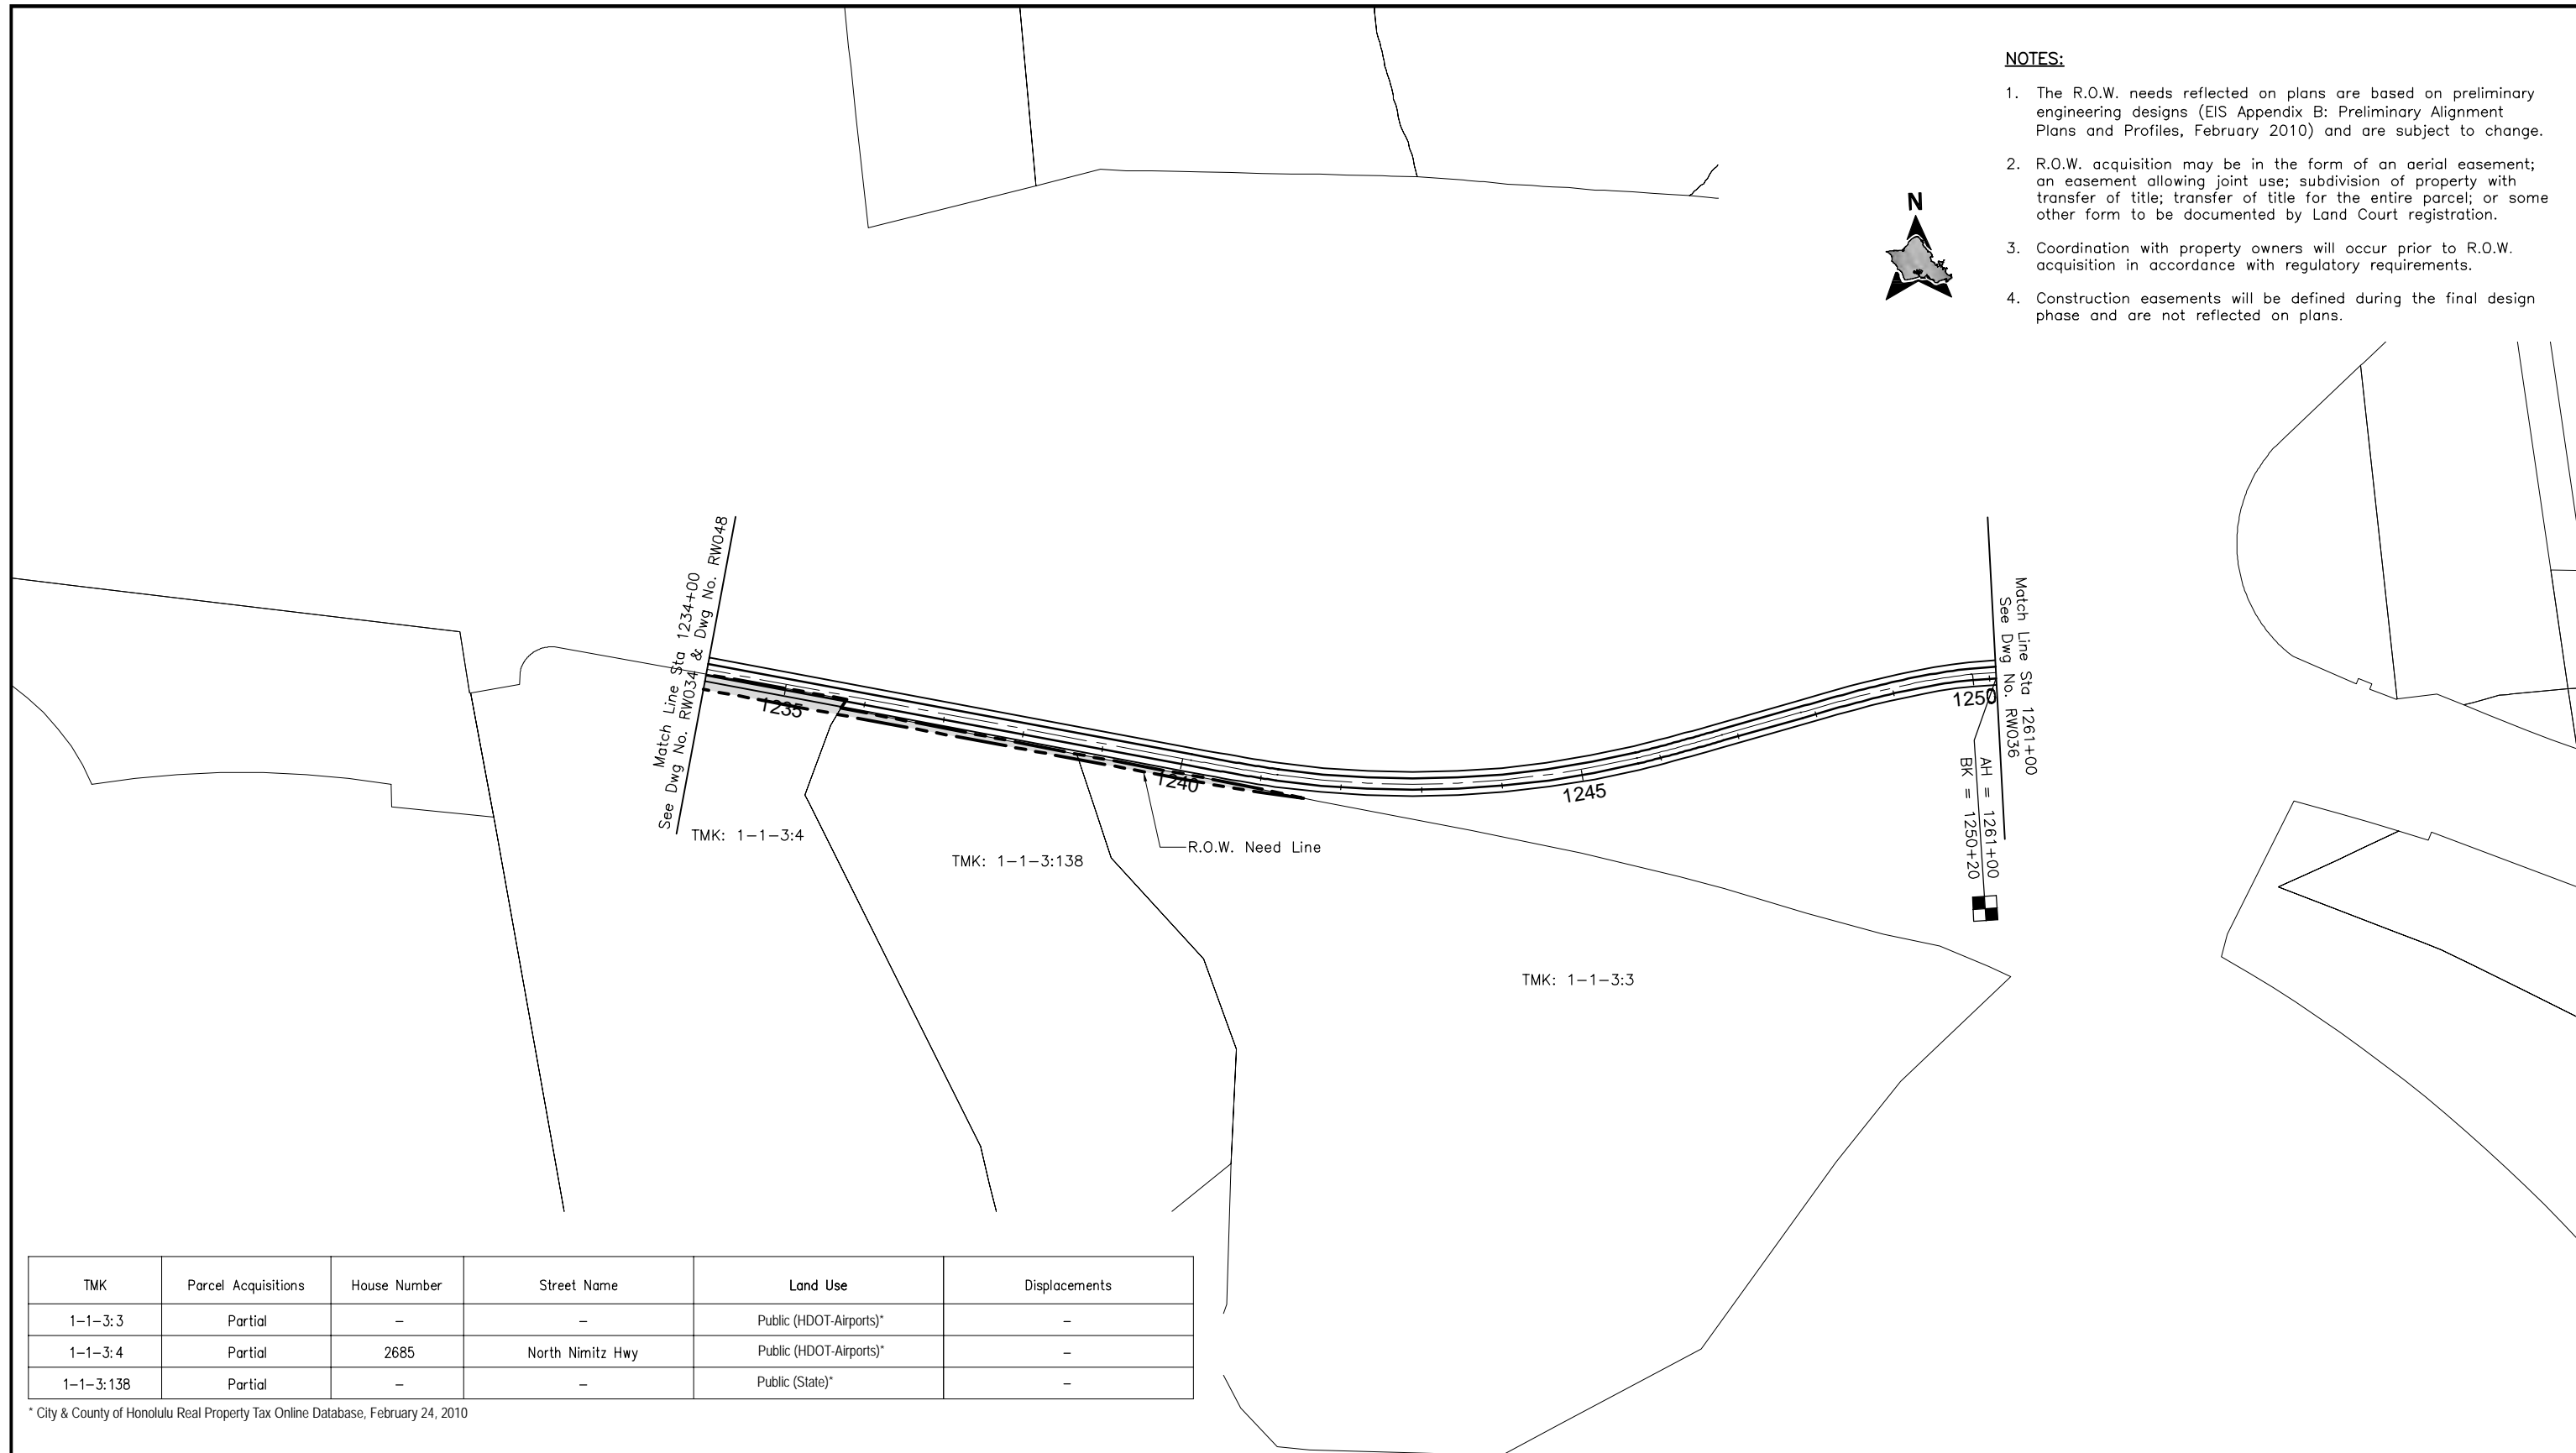 NOTES:
1. The R.O.W. needs reflected on plans are based on preliminary
engineering designs (EIS Appendix B: Preliminary Alignment
Plans and Profiles, February 2010) and are subject to change.
2. R.O.W. acquisition may be in the form of an aerial easement;
an easement allowing joint use; subdivision of property with
transfer of title; transfer of title for the entire parcel; or some
other form to be documented by Land Court registration.
3. Coordination with property owners will occur prior to R.O.W.
acquisition in accordance with regulatory requirements.
4. Construction easements will be defined during the final design
phase and are not reflected on plans.
N
Match Line Sta 1234+00
See Dwg No. RW034 & Dwg No. RW048
1235
1240
1245
1250
Match Line Sta 1261+00
See Dwg No. RW036
AH = 1261+00
BK = 1250+20
TMK: 1-1-3:4
TMK: 1-1-3:138
R.O.W. Need Line
TMK: 1-1-3:3
TMK Parcel Acquisitions House Number Street Name Land Use Displacements
1-1-3:3 Partial - - Public (HDOT-Airports)* -
1-1-3:4 Partial 2685 North Nimitz Hwy Public (HDOT-Airports)* -
1-1-3:138 Partial - - Public (State)* -
* City & County of Honolulu Real Property Tax Online Database, February 24, 2010